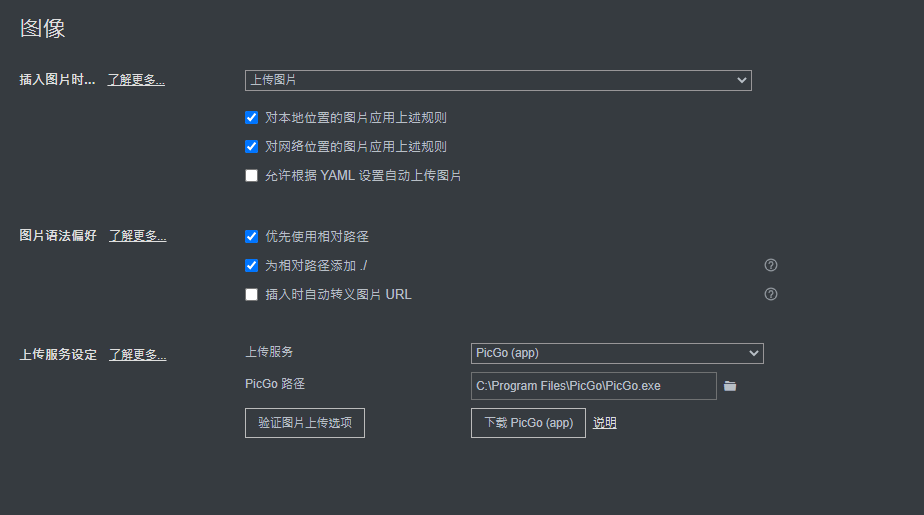 图像
插入图片时... 了解更多... 上传图片
对本地位置的图片应用上述规则
对网络位置的图片应用上述规则
允许根据 YAML 设置自动上传图片
图片语法偏好 了解更多... 优先使用相对路径
为相对路径添加 ./
插入时自动转义图片 URL
上传服务设定 了解更多... 上传服务 PicGo (app)
PicGo 路径 C:\Program Files\PicGo\PicGo.exe
验证图片上传选项 下载 PicGo (app) 说明